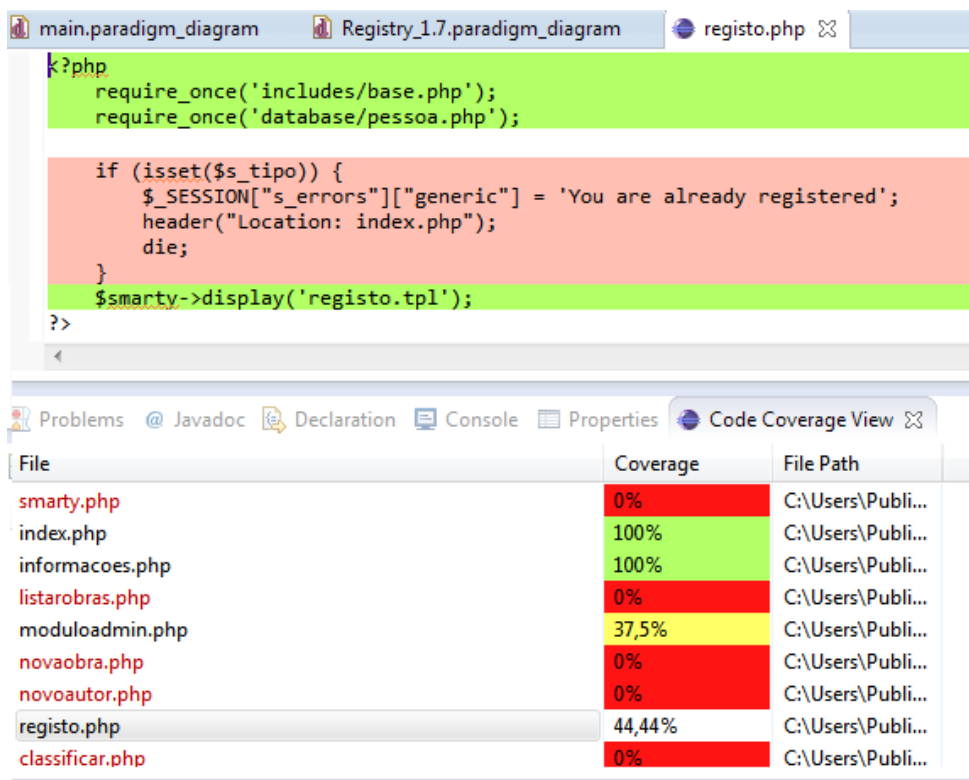 main.paradigm_diagram Registry_1.7.paradigm_diagram registo.php
<?php
require_once('includes/base.php');
require_once('database/pessoa.php');
if (isset($s_tipo)) {
$_SESSION["s_errors"]["generic"] = 'You are already registered';
header("Location: index.php");
die;
}
$smarty->display('registo.tpl');
?>
Problems @ Javadoc Declaration Console Properties Code Coverage View
File Coverage File Path
smarty.php 0% C:\Users\Publi...
index.php 100% C:\Users\Publi...
informacoes.php 100% C:\Users\Publi...
listarobras.php 0% C:\Users\Publi...
moduloadmin.php 37,5% C:\Users\Publi...
novaobra.php 0% C:\Users\Publi...
novoautor.php 0% C:\Users\Publi...
registo.php 44,44% C:\Users\Publi...
classificar.php 0% C:\Users\Publi...